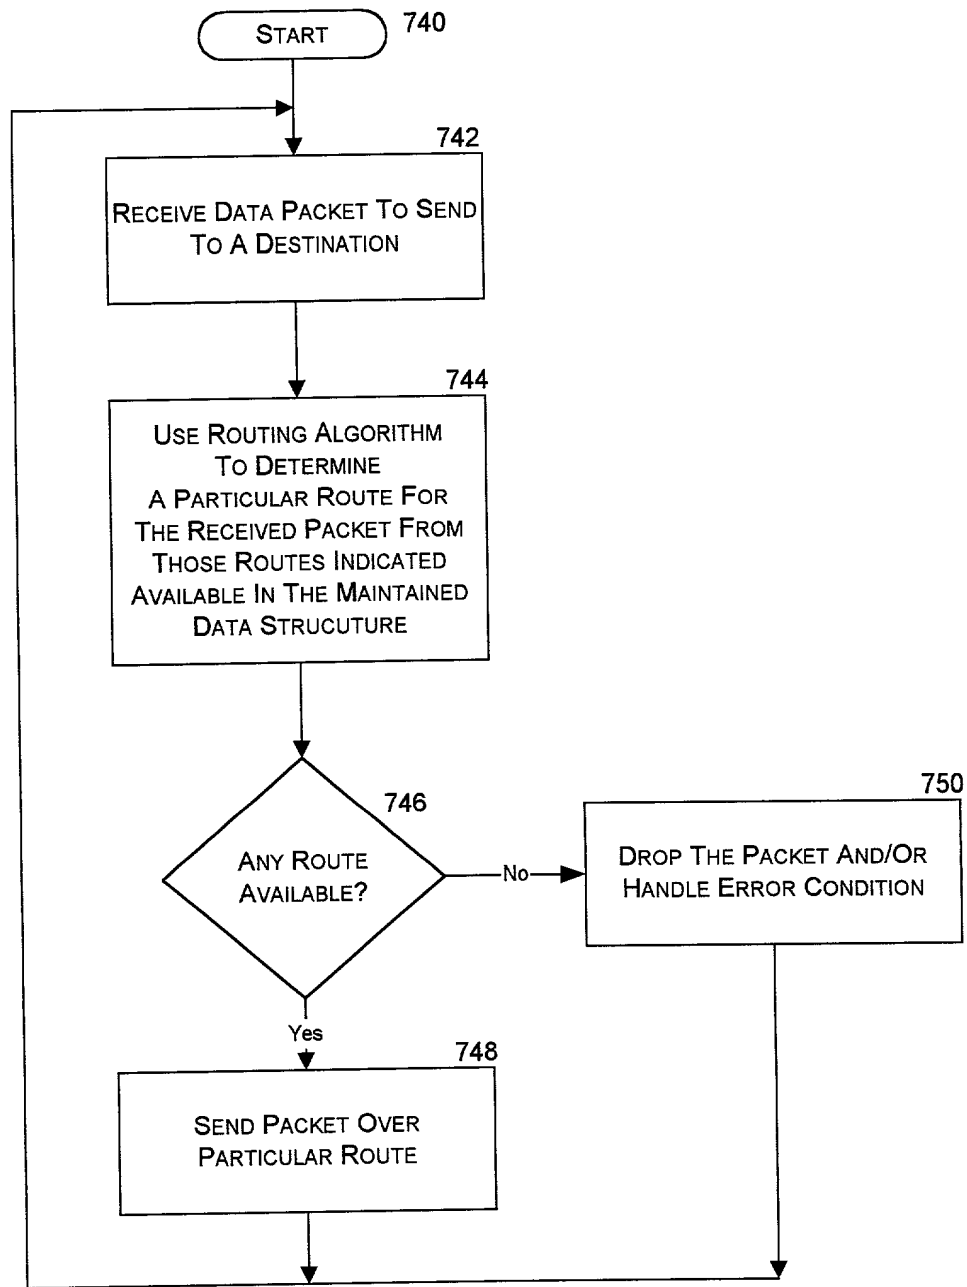 START
740
742
RECEIVE DATA PACKET TO SEND
TO A DESTINATION
744
USE ROUTING ALGORITHM
TO DETERMINE
A PARTICULAR ROUTE FOR
THE RECEIVED PACKET FROM
THOSE ROUTES INDICATED
AVAILABLE IN THE MAINTAINED
DATA STRUCUTURE
746
ANY ROUTE
AVAILABLE?
No
750
DROP THE PACKET AND/OR
HANDLE ERROR CONDITION
Yes
748
SEND PACKET OVER
PARTICULAR ROUTE